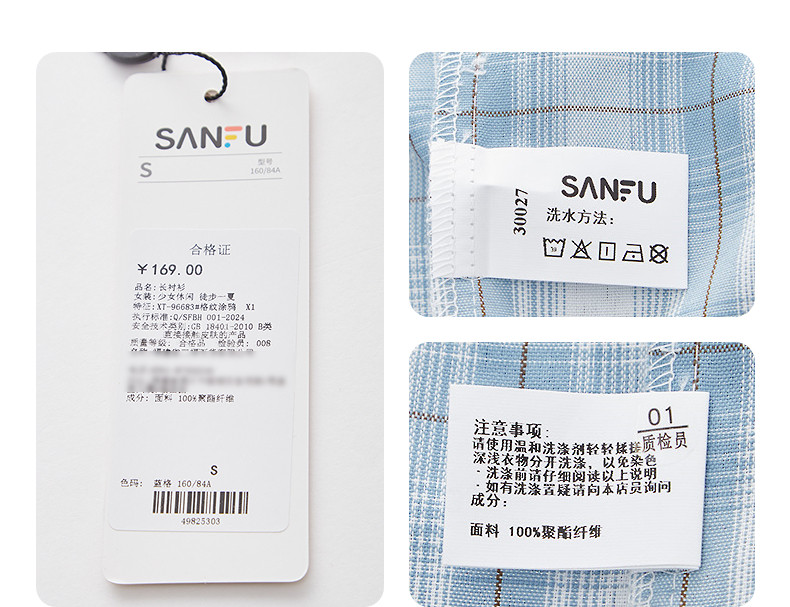 SANFU
S
型号
160/84A
合格证
￥169.00
品名:长衬衫
女装:少女休闲 徒步一夏
特征:XT-96683#格纹涂鸦 X1
执行标准:Q/SFBH 001-2024
安全技术类别:GB 18401-2010 B类
直接接触皮肤的产品
质量等级: 合格品 检验员: 008
成分: 面料 100%聚酯纤维
S
色码: 蓝格 160/84A
49825303
30027
SANFU
洗水方法:
01
质检员
注意事项:
请使用温和洗涤剂轻轻揉搓
深浅衣物分开洗涤，以免染色
·洗涤前请仔细阅读以上说明
·如有洗涤置疑请向本店员询问
成分:
面料 100%聚酯纤维